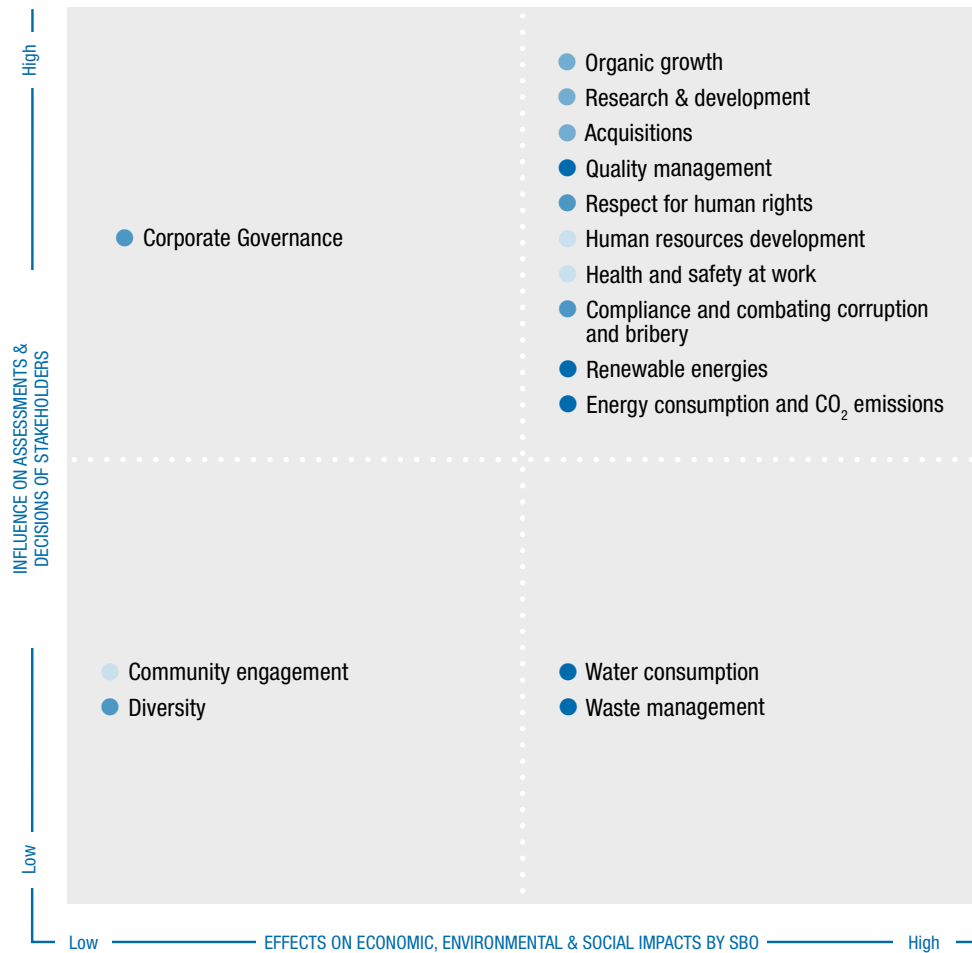 High
INFLUENCE ON ASSESSMENTS &
DECISIONS OF STAKEHOLDERS
Low
Organic growth
Research & development
Acquisitions
Quality management
Respect for human rights
Human resources development
Health and safety at work
Compliance and combating corruption
and bribery
Renewable energies
Energy consumption and CO₂ emissions
Corporate Governance
Community engagement
Diversity
Water consumption
Waste management
Low
EFFECTS ON ECONOMIC, ENVIRONMENTAL & SOCIAL IMPACTS BY SBO
High